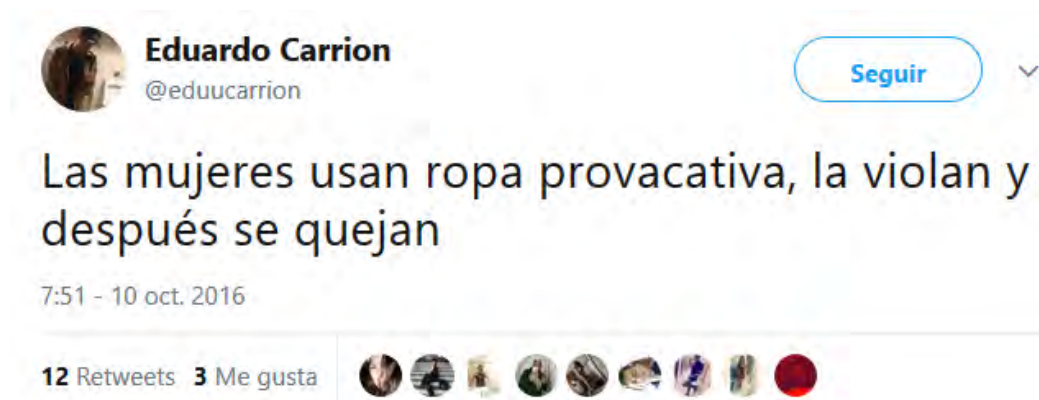 Eduardo Carrion
@eduucarrion
Seguir
Las mujeres usan ropa provacativa, la violan y
después se quejan
7:51 - 10 oct. 2016
12 Retweets 3 Me gusta